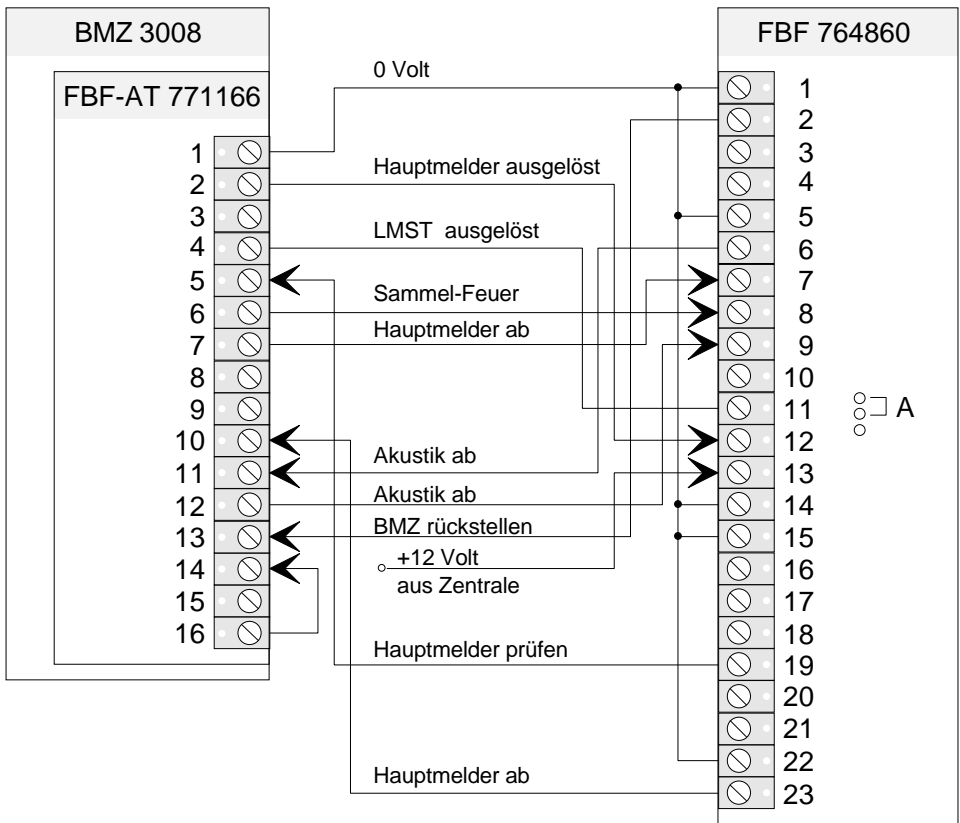 BMZ 3008
FBF 764860
FBF-AT 771166
1
2
3
4
5
6
7
8
9
10
11
12
13
14
15
16
0 Volt
Hauptmelder ausgelöst
LMST ausgelöst
Sammel-Feuer
Hauptmelder ab
Akustik ab
Akustik ab
BMZ rückstellen
+12 Volt
aus Zentrale
Hauptmelder prüfen
Hauptmelder ab
1
2
3
4
5
6
7
8
9
10
11
12
13
14
15
16
17
18
19
20
21
22
23
A